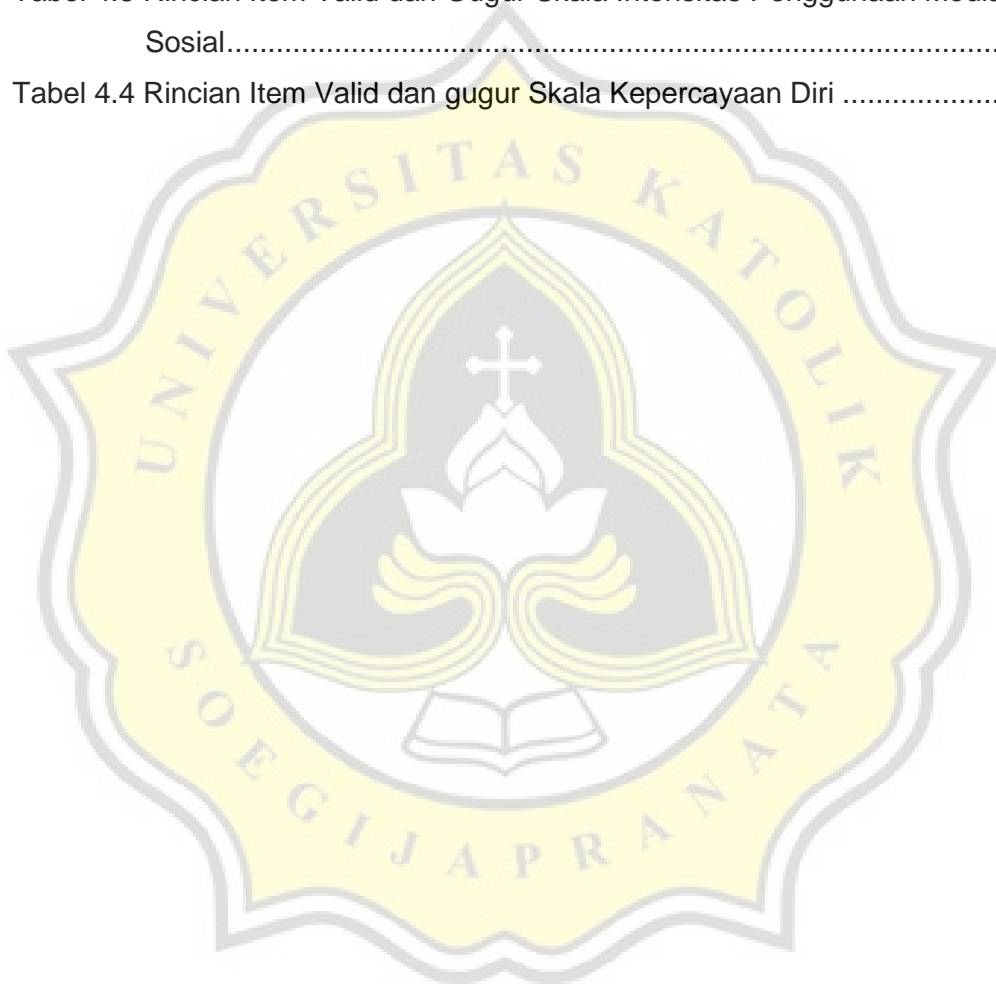 Sosial....................................................................................................
Tabel 4.4 Rincian Item Valid dan gugur Skala Kepercayaan Diri ...................
UNIVERSITAS KATOLIK
SOEGIJAPRANATA